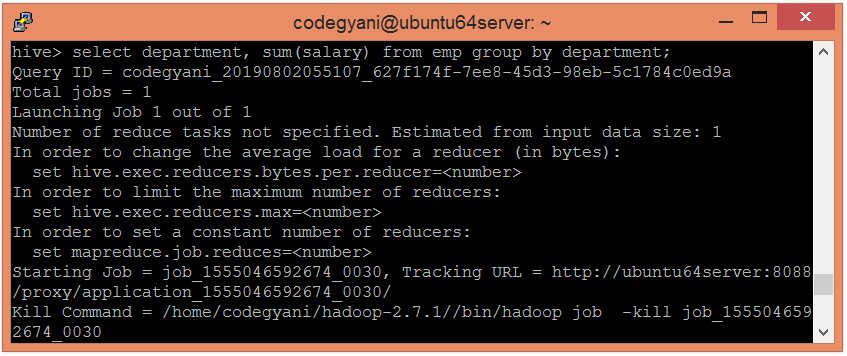 codegyani@ubuntu64server: ~
hive> select department, sum(salary) from emp group by department;
Query ID = codegyani_20190802055107_627f174f-7ee8-45d3-98eb-5c1784c0ed9a
Total jobs = 1
Launching Job 1 out of 1
Number of reduce tasks not specified. Estimated from input data size: 1
In order to change the average load for a reducer (in bytes):
  set hive.exec.reducers.bytes.per.reducer=<number>
In order to limit the maximum number of reducers:
  set hive.exec.reducers.max=<number>
In order to set a constant number of reducers:
  set mapreduce.job.reduces=<number>
Starting Job = job_1555046592674_0030, Tracking URL = http://ubuntu64server:8088
/proxy/application_1555046592674_0030/
Kill Command = /home/codegyani/hadoop-2.7.1//bin/hadoop job  -kill job_155504659
2674_0030